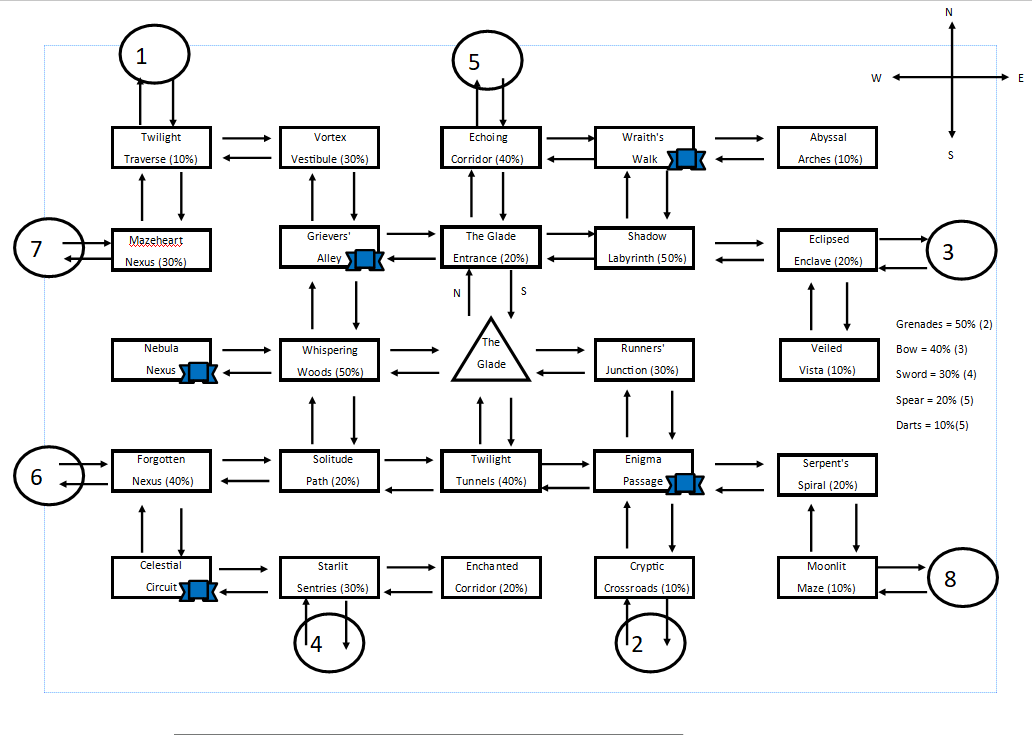 N
1
5
W
E
Twilight
Traverse (10%)
Vortex
Vestibule (30%)
Echoing
Corridor (40%)
Wraith's
Walk
Abyssal
Arches (10%)
S
7
Mazeheart
Nexus (30%)
Grievers'
Alley
The Glade
Entrance (20%)
Shadow
Labyrinth (50%)
Eclipsed
Enclave (20%)
3
N
S
Nebula
Nexus
Whispering
Woods (50%)
The
Glade
Runners'
Junction (30%)
Veiled
Vista (10%)
Grenades = 50% (2)
Bow = 40% (3)
Sword = 30% (4)
Spear = 20% (5)
Darts = 10%(5)
6
Forgotten
Nexus (40%)
Solitude
Path (20%)
Twilight
Tunnels (40%)
Enigma
Passage
Serpent's
Spiral (20%)
Celestial
Circuit
Starlit
Sentries (30%)
Enchanted
Corridor (20%)
Cryptic
Crossroads (10%)
Moonlit
Maze (10%)
8
4
2